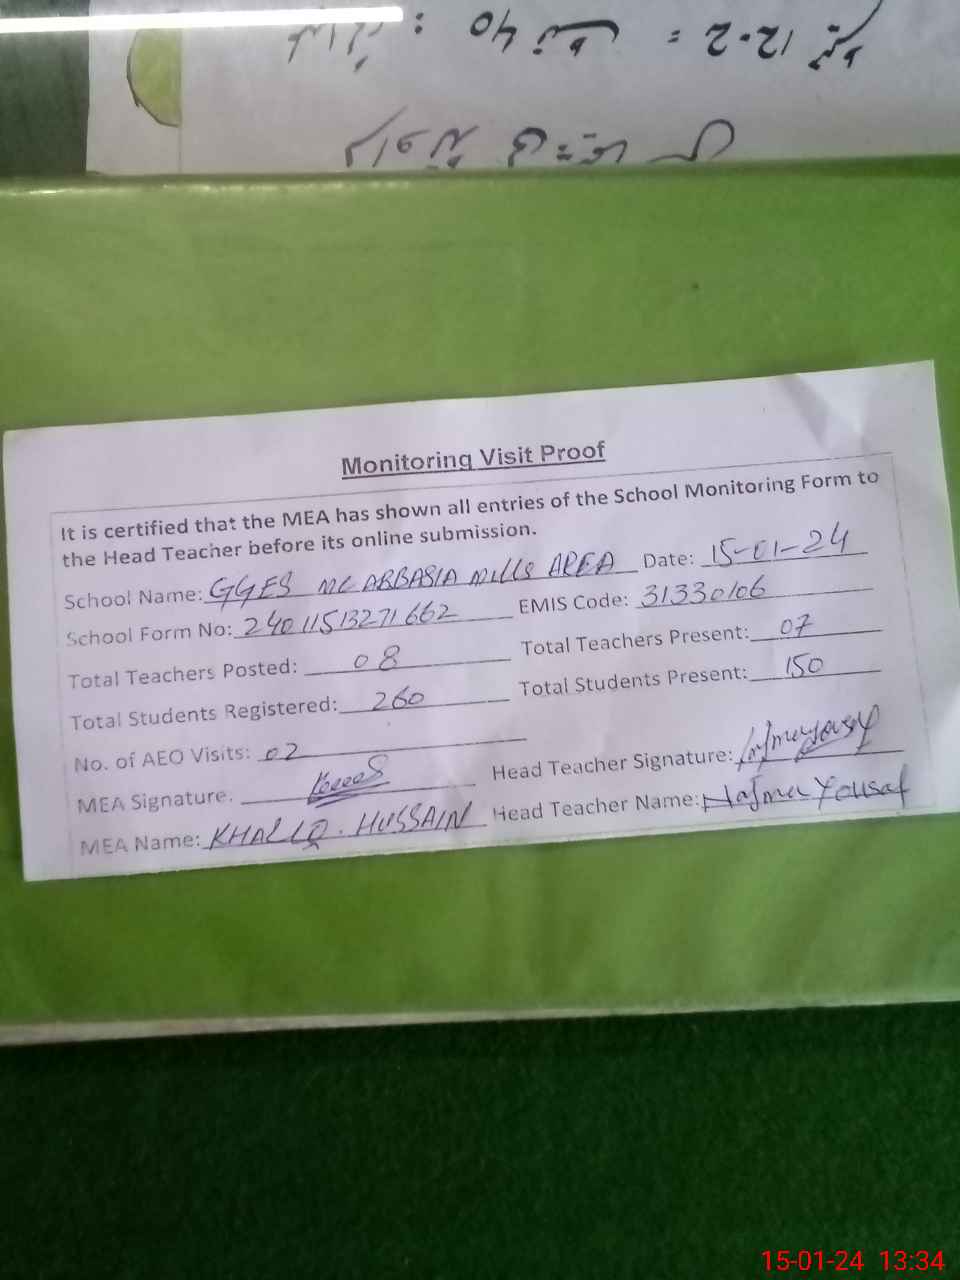 Monitoring Visit Proof
It is certified that the MEA has shown all entries of the School Monitoring Form to
the Head Teacher before its online submission.
School Name: GGES MC ABBASIA Mills AREA Date: 15-01-24
School Form No: 24011513271662 EMIS Code: 31330106
Total Teachers Posted: 08 Total Teachers Present: 07
Total Students Registered: 260 Total Students Present: 150
No. of AEO Visits: 02
MEA Signature. Head Teacher Signature:
MEA Name: KHALID. HUSSAIN Head Teacher Name: Najma Yousaf
15-01-24 13:34